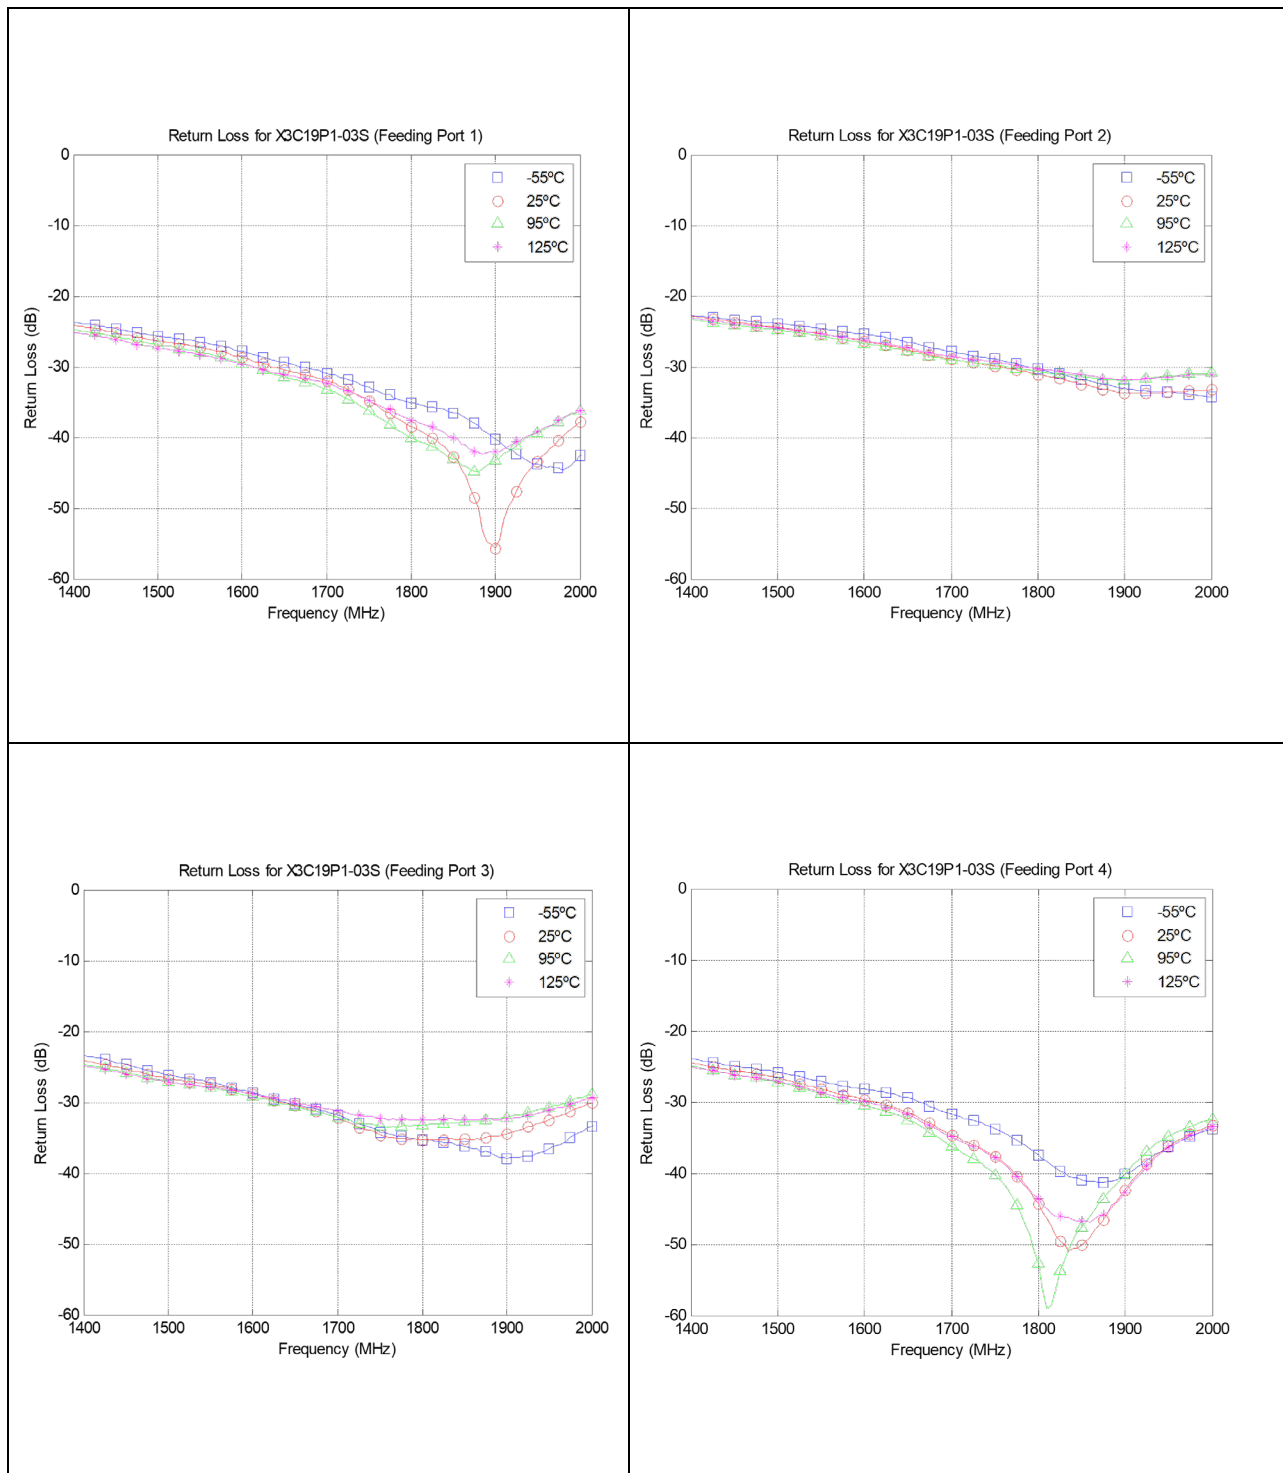 Return Loss for X3C19P1-03S (Feeding Port 1)
0
-10
-20
-30
-40
-50
-60
Return Loss (dB)
1400 1500 1600 1700 1800 1900 2000
Frequency (MHz)
-55ºC
25ºC
95ºC
125ºC
Return Loss for X3C19P1-03S (Feeding Port 2)
0
-10
-20
-30
-40
-50
-60
Return Loss (dB)
1400 1500 1600 1700 1800 1900 2000
Frequency (MHz)
-55ºC
25ºC
95ºC
125ºC
Return Loss for X3C19P1-03S (Feeding Port 3)
0
-10
-20
-30
-40
-50
-60
Return Loss (dB)
1400 1500 1600 1700 1800 1900 2000
Frequency (MHz)
-55ºC
25ºC
95ºC
125ºC
Return Loss for X3C19P1-03S (Feeding Port 4)
0
-10
-20
-30
-40
-50
-60
Return Loss (dB)
1400 1500 1600 1700 1800 1900 2000
Frequency (MHz)
-55ºC
25ºC
95ºC
125ºC